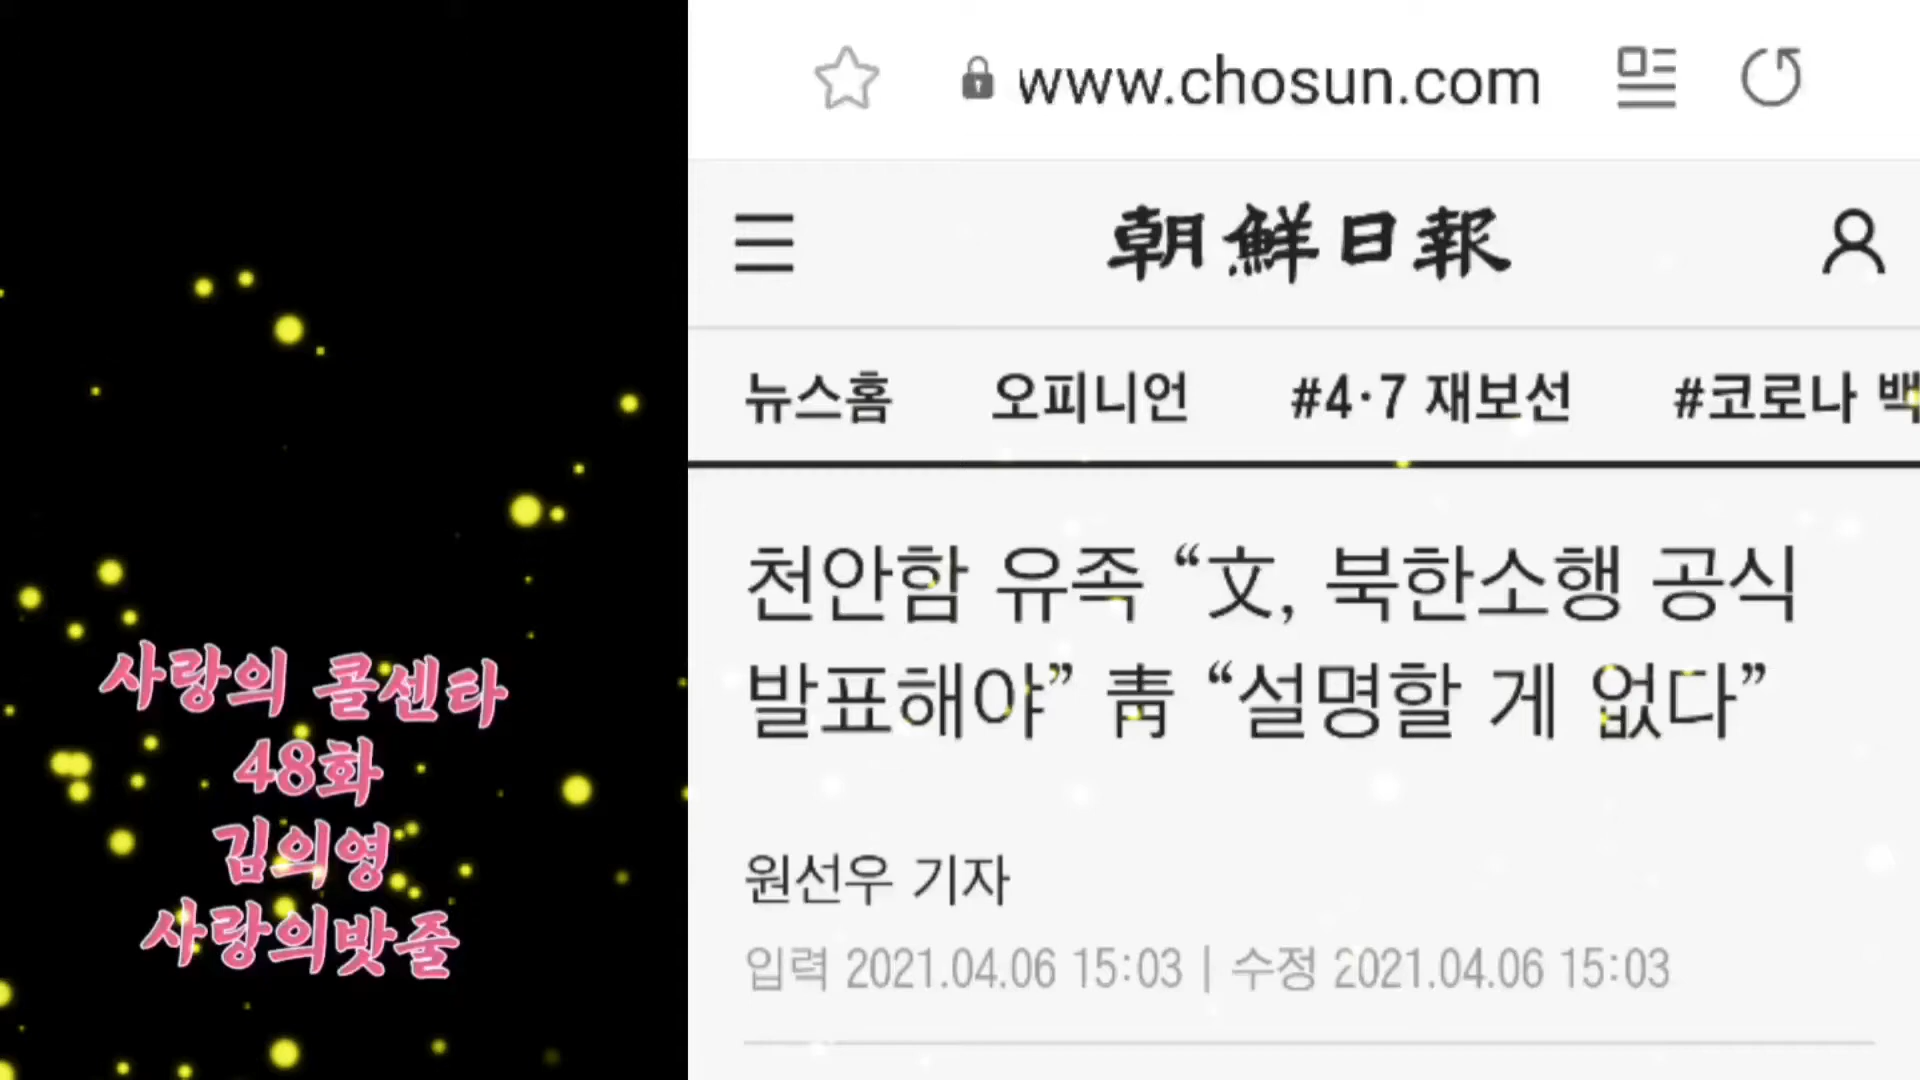 사랑의 콜센타
48화
김의영
사랑의밧줄
www.chosun.com
朝鮮日報
뉴스홈 오피니언 #4·7 재보선 #코로나 백
천안함 유족 “文, 북한소행 공식
발표해야” 靑 “설명할 게 없다”
원선우 기자
입력 2021.04.06 15:03 | 수정 2021.04.06 15:03